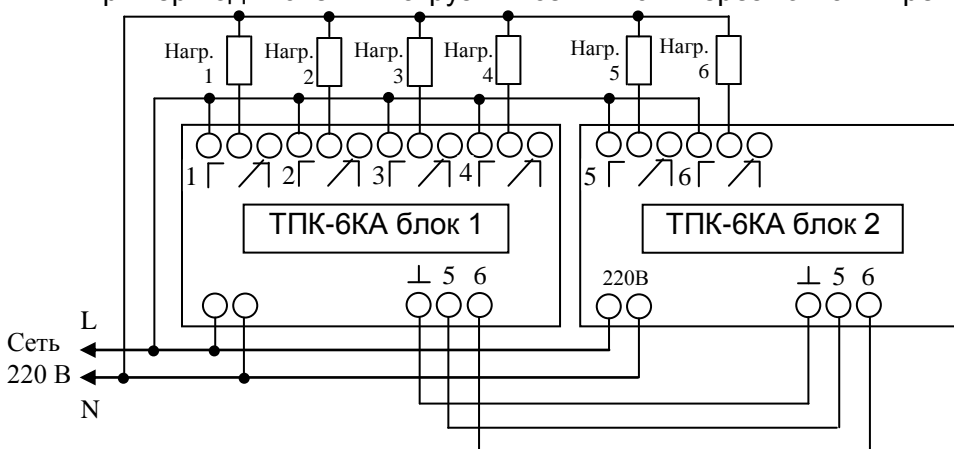 Нагр. 1
Нагр. 2
Нагр. 3
Нагр. 4
Нагр. 5
Нагр. 6
1 2 3 4 5 6
ТПК-6КА блок 1
ТПК-6КА блок 2
⊥ 5 6
220В
⊥ 5 6
L
Сеть
220 В
N